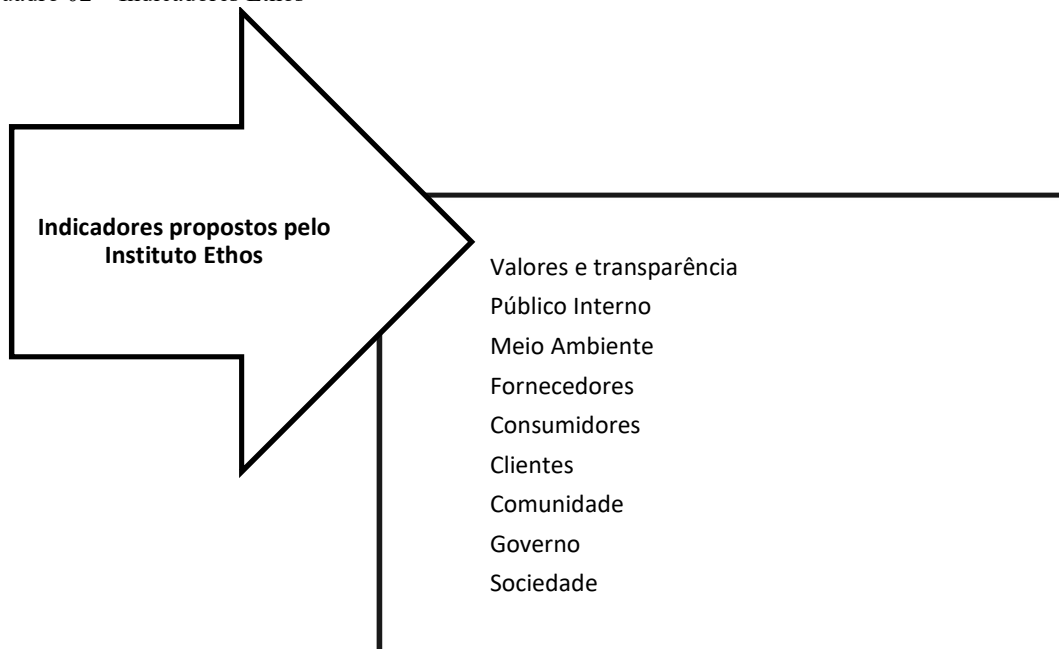 Indicadores propostos pelo
Instituto Ethos
Valores e transparência
Público Interno
Meio Ambiente
Fornecedores
Consumidores
Clientes
Comunidade
Governo
Sociedade